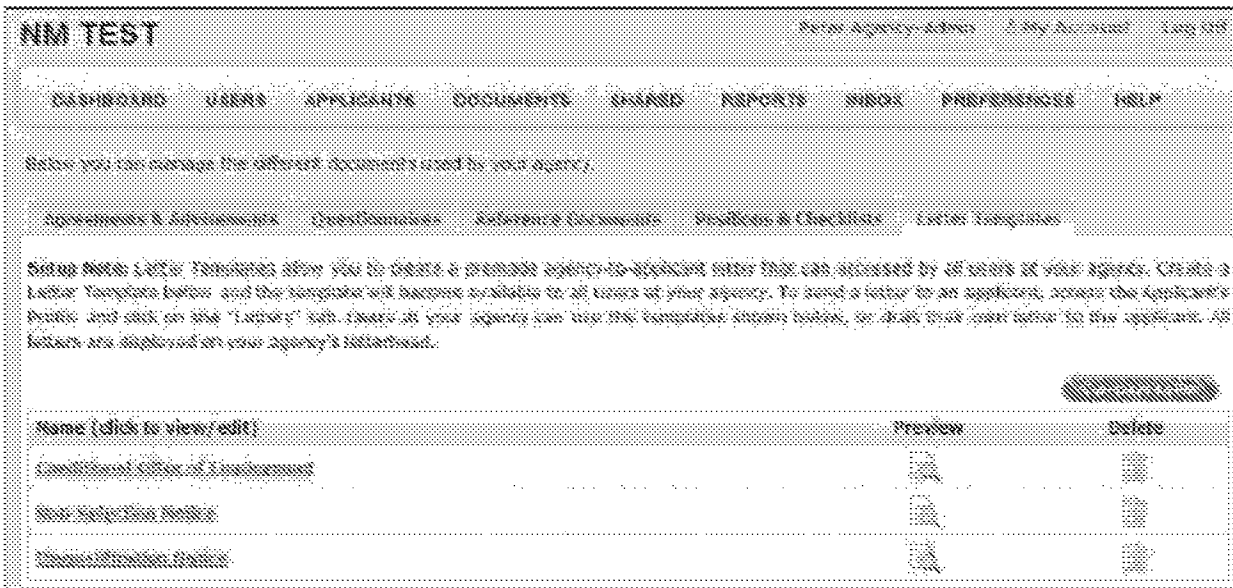 NM TEST
Peter Agency-Admin My Account Log Off
DASHBOARD USERS APPLICANTS DOCUMENTS SHARED REPORTS INBOX PREFERENCES HELP
Below you can manage the different documents used by your agency.
Agreements & Advisements Questionnaires Reference Documents Positions & Checklists Letter Templates
Setup Note: Letter Templates allow you to create a premade agency-to-applicant letter that can accessed by all users at your agency. Create a
Letter Template below and the template will become available to all users of your agency. To send a letter to an applicant, access the Applicant's
Profile and click on the "Letters" tab. Users at your agency can use the templates shown below, or draft their own letter to the applicant. All
letters are displayed on your agency's letterhead.
Name (click to view/edit) Preview Delete
Conditional Offer of Employment
Non-Selection Notice
Disqualification Notice